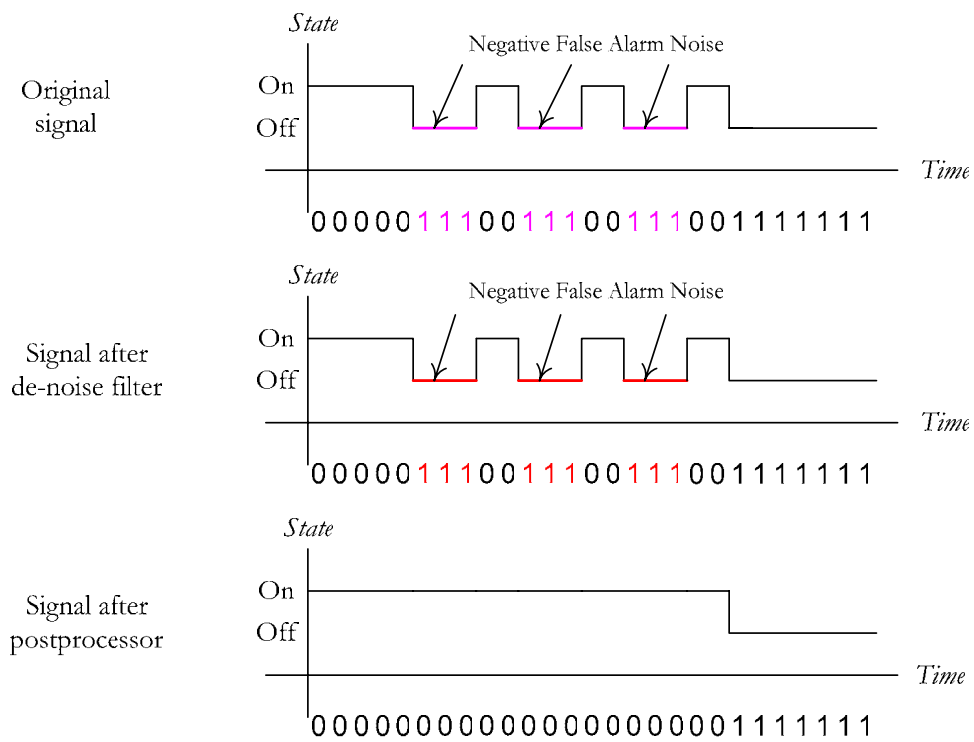 State
Negative False Alarm Noise
On
Original
signal
Off
Time
000001110011100111001111111
State
Negative False Alarm Noise
On
Signal after
de-noise filter
Off
Time
000001110011100111001111111
State
On
Signal after
postprocessor
Off
Time
000000000000000000001111111